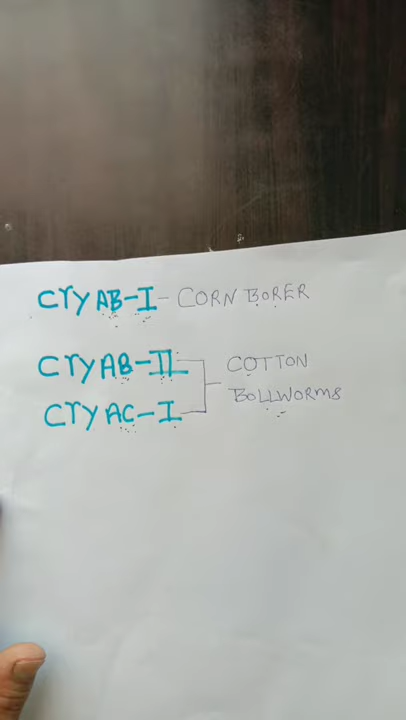 cry AB-I - CORN BORER
cry AB-II
COTTON
BOLLWORMS
cry AC-I